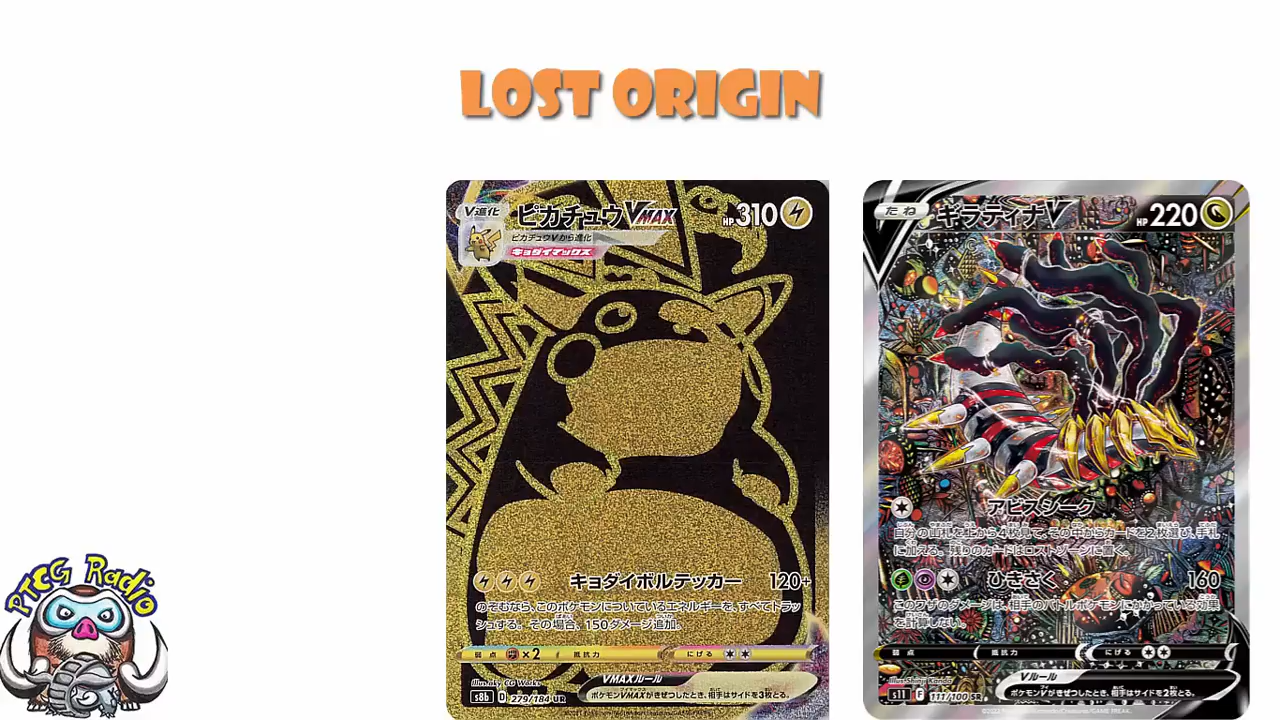 LOST ORIGIN
V進化
ピカチュウVMAX
HP310
ピカチュウVから進化
キョダイマックス
キョダイボルテッカー 120+
のぞむなら、このポケモンについているエネルギーを、すべてトラッ
シュする。その場合、150ダメージ追加。
弱点 ×2 抵抗力 にげる
VMAXルール
s8b D 279/184 UR
ポケモンVMAXがきぜつしたとき、相手はサイドを3枚とる。
たね
ギラティナV
HP220
アビスシーク
自分の山札を上から4枚見て、その中からカードを2枚選び、手札
に加える。残りのカードはロストゾーンに置く。
ひきさく 160
このワザのダメージは、相手のバトルポケモンにかかっている効果
を計算しない。
弱点 抵抗力 にげる
Vルール
s11 F 111/100 SR
ポケモンVがきぜつしたとき、相手はサイドを2枚とる。
PTCG Radio